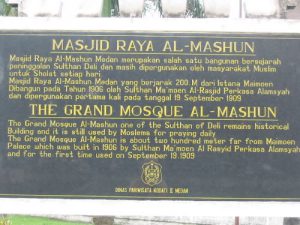 MASJID RAYA AL-MASHUN
Masjid Raya Al-Mashun Medan merupakan salah satu bangunan bersejarah
peninggalan Sulthan Deli dan masih dipergunakan oleh masyarakat Muslim
untuk Sholat setiap hari.
Masjid Raya Al-Mashun Medan yang berjarak 200 M dari Istana Maimoen
Dibangun pada Tahun 1906 oleh Sulthan Ma'moen Al-Rasjid Perkasa Alamsyah
dan dipergunakan pertama kali pada tanggal 19 September 1909
THE GRAND MOSQUE AL-MASHUN
The Grand Mosque Al-Mashun one of the Sulthan of Deli remains historical
Building and it is still used by Moslems for praying daily
The Grand Mosque Al-Mashun is about two hundred meter far from Maimoen
Palace which was built in 1906 by Sulthan Ma'moen Al Rasyid Perkasa Alamsyah
and for the first time used on September 19.1909
DINAS PARIWISATA KODATI II MEDAN